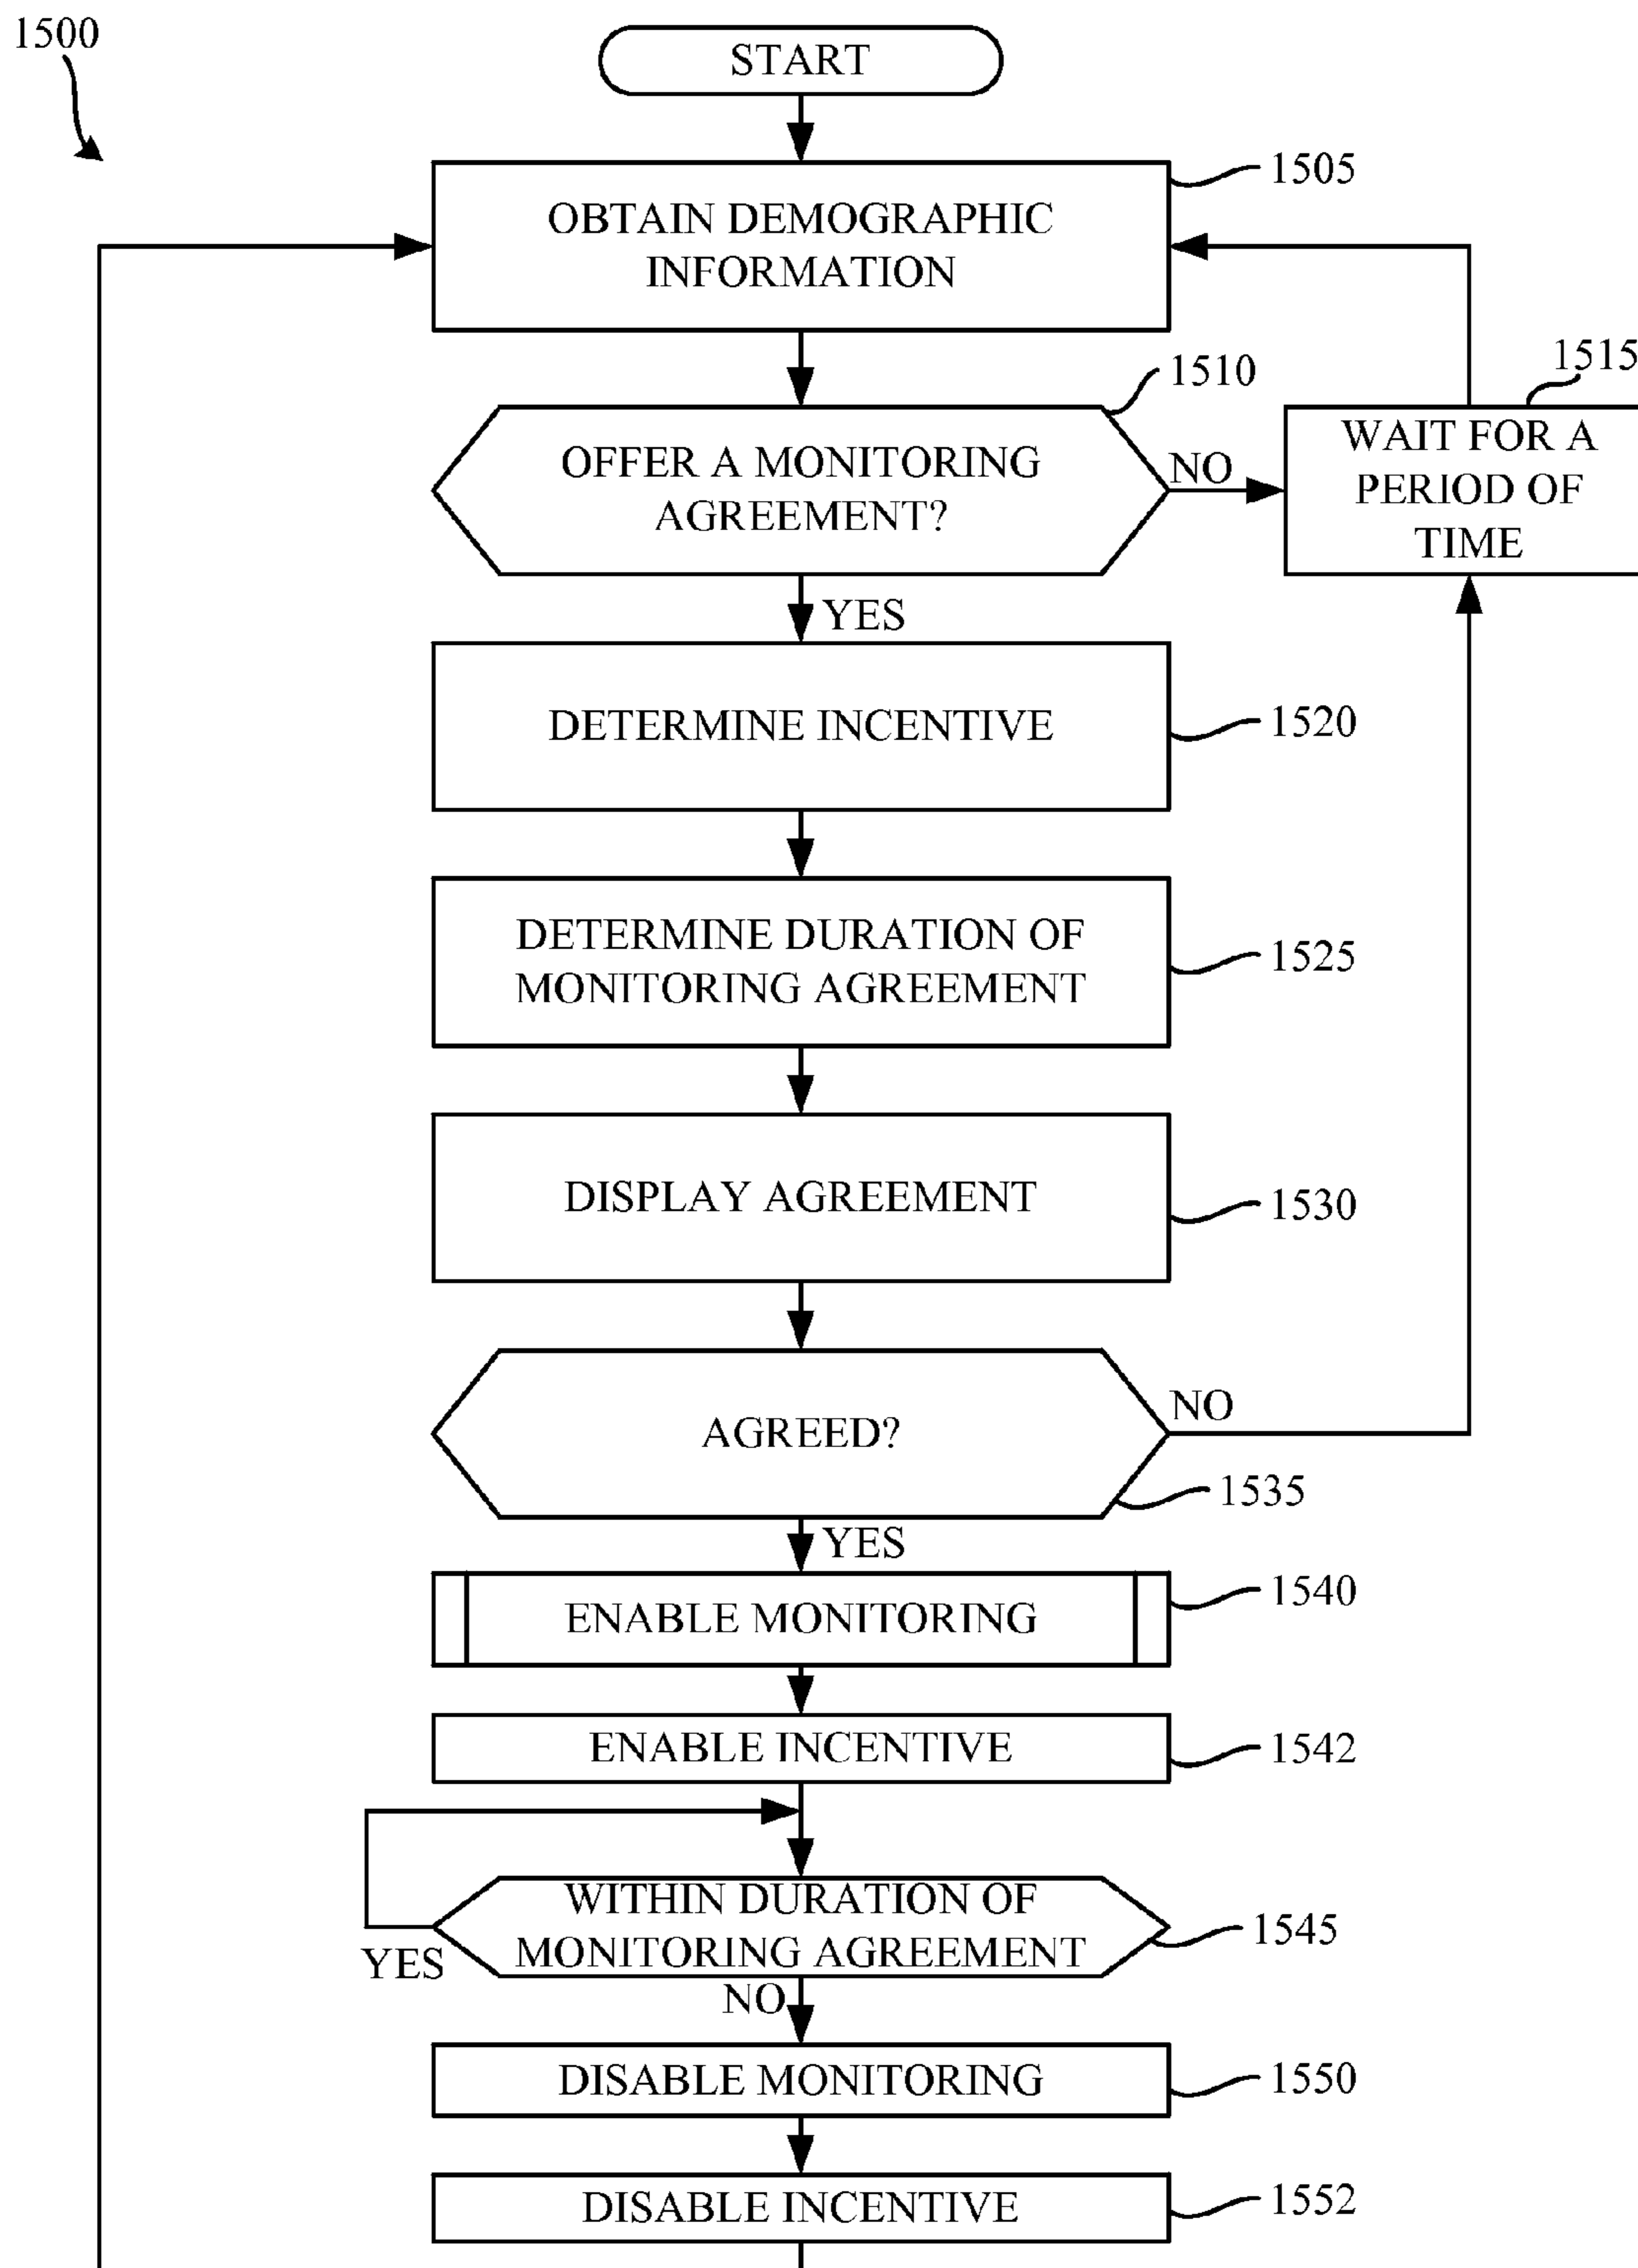 1500
START
1505
OBTAIN DEMOGRAPHIC
INFORMATION
1510
1515
OFFER A MONITORING
AGREEMENT?
NO
WAIT FOR A
PERIOD OF
TIME
YES
DETERMINE INCENTIVE
1520
DETERMINE DURATION OF
MONITORING AGREEMENT
1525
DISPLAY AGREEMENT
1530
AGREED?
NO
1535
YES
ENABLE MONITORING
1540
ENABLE INCENTIVE
1542
WITHIN DURATION OF
MONITORING AGREEMENT
1545
YES
NO
DISABLE MONITORING
1550
DISABLE INCENTIVE
1552